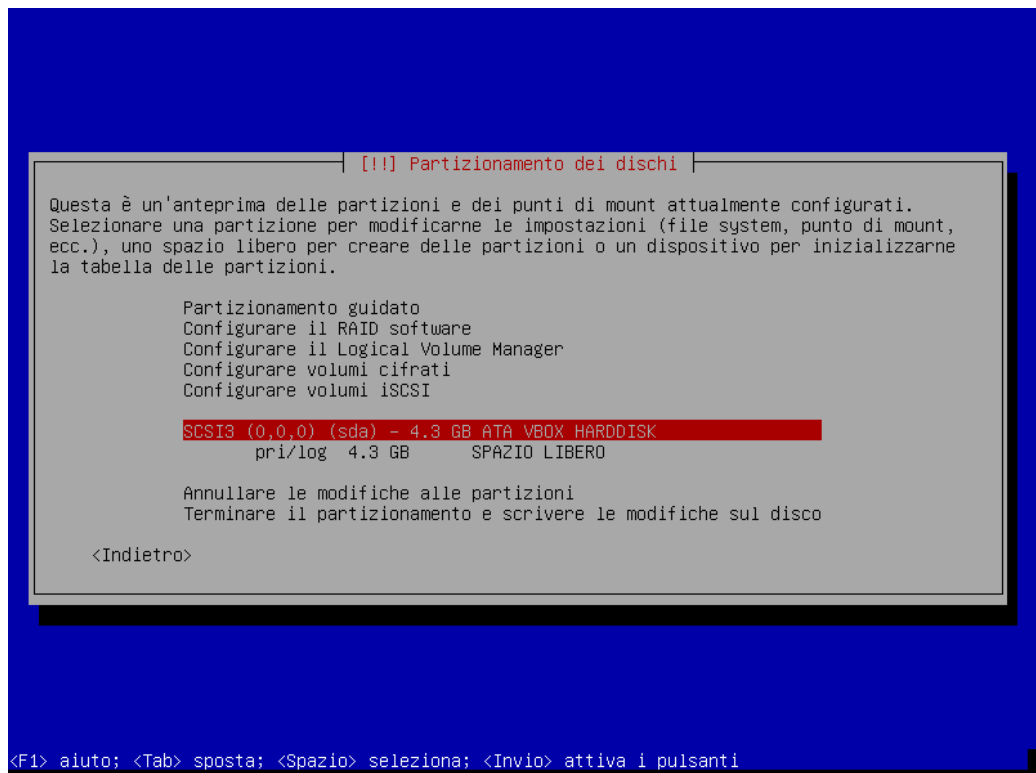 [!!] Partizionamento dei dischi
Questa è un'anteprima delle partizioni e dei punti di mount attualmente configurati.
Selezionare una partizione per modificarne le impostazioni (file system, punto di mount,
ecc.), uno spazio libero per creare delle partizioni o un dispositivo per inizializzarne
la tabella delle partizioni.
Partizionamento guidato
Configurare il RAID software
Configurare il Logical Volume Manager
Configurare volumi cifrati
Configurare volumi iSCSI
SCSI3 (0,0,0) (sda) – 4.3 GB ATA VBOX HARDDISK
pri/log 4.3 GB SPAZIO LIBERO
Annullare le modifiche alle partizioni
Terminare il partizionamento e scrivere le modifiche sul disco
<Indietro>
<F1> aiuto; <Tab> sposta; <Spazio> seleziona; <Invio> attiva i pulsanti